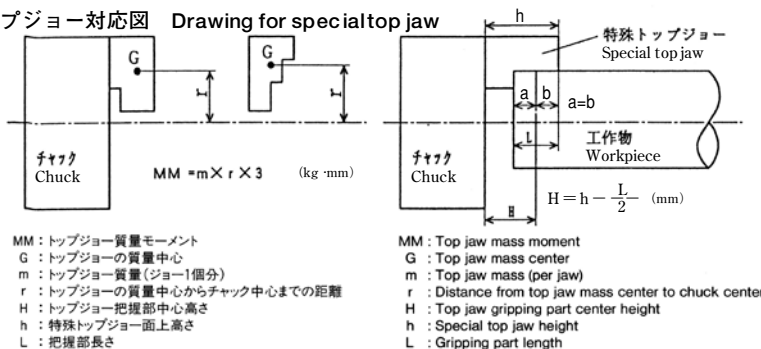 プジョー対応図 Drawing for special top jaw
G
r
チャック
Chuck
MM = m × r × 3 (kg・mm)
G
r
h
特殊トップジョー
Special top jaw
a b a=b
L
工作物
Workpiece
チャック
Chuck
H
H = h - L/2 (mm)
MM : トップジョー質量モーメント
G : トップジョーの質量中心
m : トップジョー質量(ジョー1個分)
r : トップジョーの質量中心からチャック中心までの距離
H : トップジョー把握部中心高さ
h : 特殊トップジョー面上高さ
L : 把握部長さ
MM : Top jaw mass moment
G : Top jaw mass center
m : Top jaw mass (per jaw)
r : Distance from top jaw mass center to chuck center
H : Top jaw gripping part center height
h : Special top jaw height
L : Gripping part length